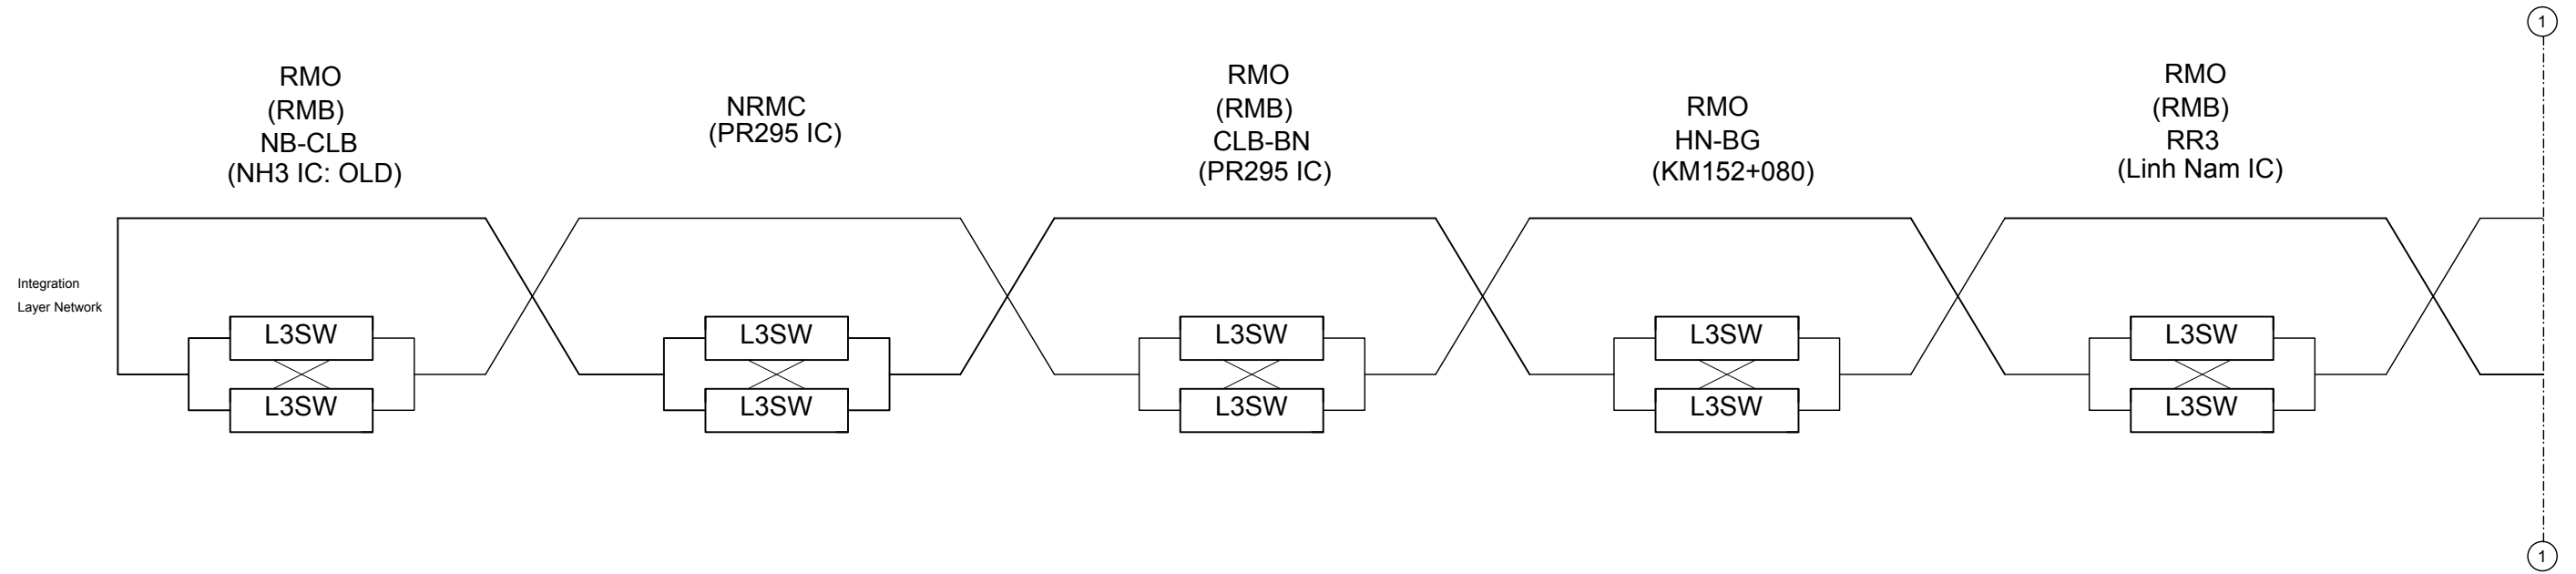 1
RMO
(RMB)
NB-CLB
(NH3 IC: OLD)
NRMC
(PR295 IC)
RMO
(RMB)
CLB-BN
(PR295 IC)
RMO
HN-BG
(KM152+080)
RMO
(RMB)
RR3
(Linh Nam IC)
Integration
Layer Network
L3SW
L3SW
L3SW
L3SW
L3SW
L3SW
L3SW
L3SW
L3SW
L3SW
1